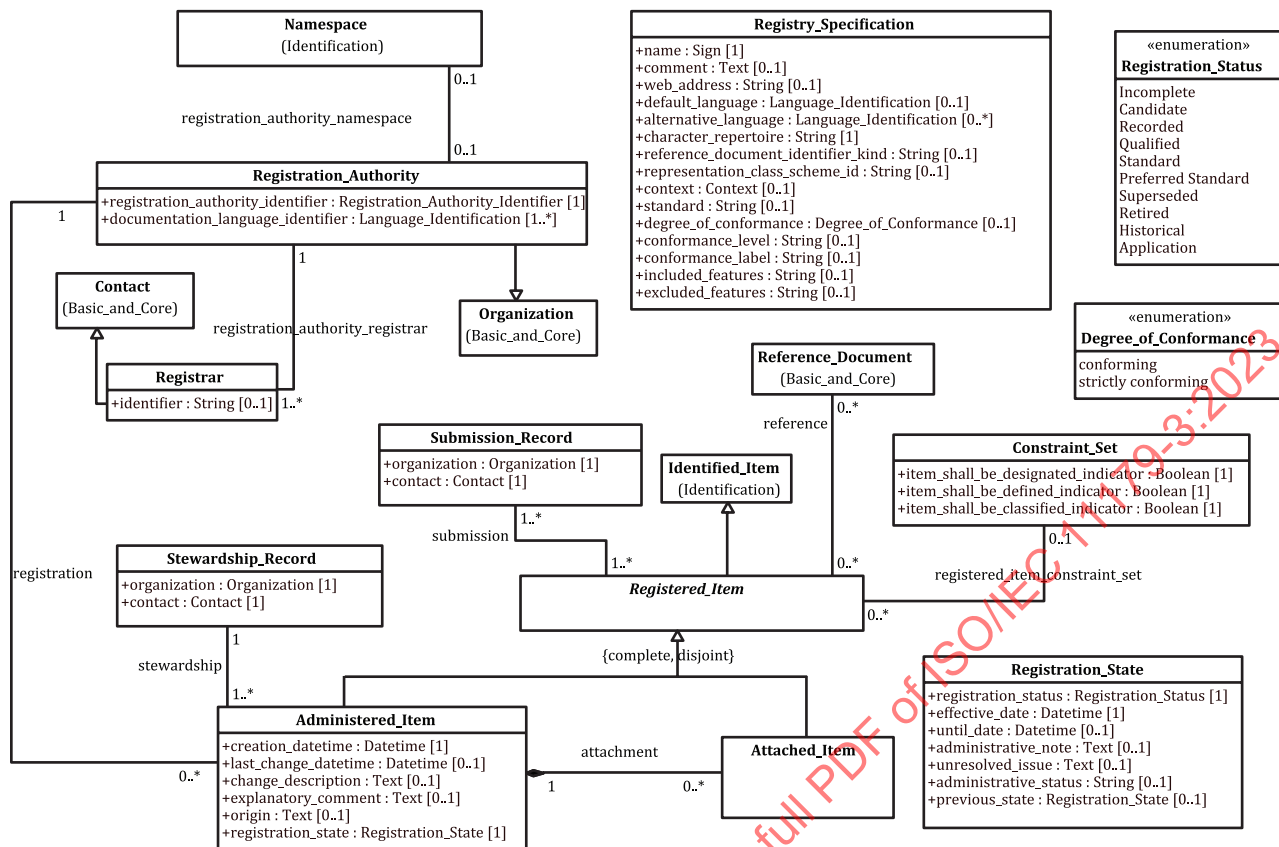 Namespace
(Identification)
0..1
registration_authority_namespace
0..1
Registration_Authority
+registration_authority_identifier : Registration_Authority_Identifier [1]
+documentation_language_identifier : Language_Identification [1..*]
1
1
Registry_Specification
+name : Sign [1]
+comment : Text [0..1]
+web_address : String [0..1]
+default_language : Language_Identification [0..1]
+alternative_language : Language_Identification [0..*]
+character_repertoire : String [1]
+reference_document_identifier_kind : String [0..1]
+representation_class_scheme_id : String [0..1]
+context : Context [0..1]
+standard : String [0..1]
+degree_of_conformance : Degree_of_Conformance [0..1]
+conformance_level : String [0..1]
+conformance_label : String [0..1]
+included_features : String [0..1]
+excluded_features : String [0..1]
«enumeration»
Registration_Status
Incomplete
Candidate
Recorded
Qualified
Standard
Preferred Standard
Superseded
Retired
Historical
Application
Contact
(Basic_and_Core)
registration_authority_registrar
Organization
(Basic_and_Core)
«enumeration»
Degree_of_Conformance
conforming
strictly conforming
Registrar
+identifier : String [0..1]
1..*
Reference_Document
(Basic_and_Core)
0..*
reference
0..*
Submission_Record
+organization : Organization [1]
+contact : Contact [1]
1..*
submission
1..*
Identified_Item
(Identification)
Constraint_Set
+item_shall_be_designated_indicator : Boolean [1]
+item_shall_be_defined_indicator : Boolean [1]
+item_shall_be_classified_indicator : Boolean [1]
0..1
registered_item_constraint_set
0..*
registration
Stewardship_Record
+organization : Organization [1]
+contact : Contact [1]
1
stewardship
1..*
Registered_Item
{complete, disjoint}
Administered_Item
+creation_datetime : Datetime [1]
+last_change_datetime : Datetime [0..1]
+change_description : Text [0..1]
+explanatory_comment : Text [0..1]
+origin : Text [0..1]
+registration_state : Registration_State [1]
0..*
attachment
1
0..*
Attached_Item
Registration_State
+registration_status : Registration_Status [1]
+effective_date : Datetime [1]
+until_date : Datetime [0..1]
+administrative_note : Text [0..1]
+unresolved_issue : Text [0..1]
+administrative_status : String [0..1]
+previous_state : Registration_State [0..1]
full PDF of ISO/IEC 11179-3:2023